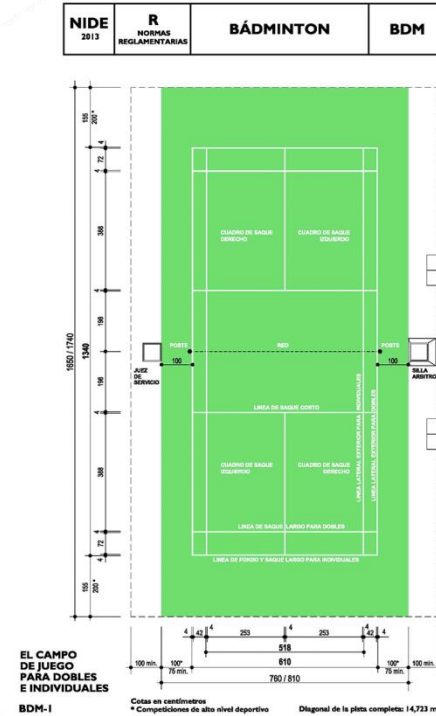 NIDE
2013
R
NORMAS
REGLAMENTARIAS
BÁDMINTON
BDM
155
200*
4
72
4
CUADRO DE SAQUE
DERECHO
CUADRO DE SAQUE
IZQUIERDO
388
4
198
1650 / 1740
1340
POSTE
RED
POSTE
100
100
JUEZ
DE
SERVICIO
SILLA
ARBITRO
198
LINEA DE SAQUE CORTO
4
LINEA LATERAL EXTERIOR PARA INDIVIDUALES
LINEA LATERAL EXTERIOR PARA DOBLES
388
CUADRO DE SAQUE
IZQUIERDO
CUADRO DE SAQUE
DERECHO
LINEA DE SAQUE LARGO PARA DOBLES
4
72
4
LINEA DE FONDO Y SAQUE LARGO PARA INDIVIDUALES
155
200*
4 42 253 4 253 4 42 4
518
100 min. 100* 75 min. 610 100* 75 min. 100 min.
760 / 810
EL CAMPO
DE JUEGO
PARA DOBLES
E INDIVIDUALES
BDM-1
Cotas en centímetros
* Competiciones de alto nivel deportivo
Diagonal de la pista completa: 14,723 m